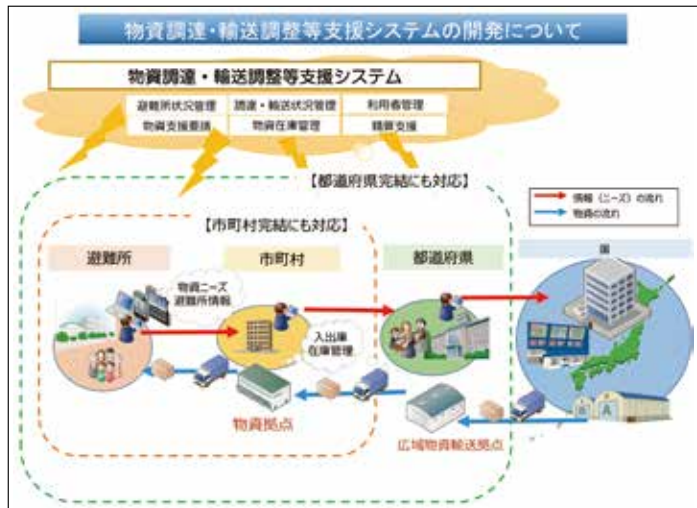 物資調達・輸送調整等支援システムの開発について
物資調達・輸送調整等支援システム
避難所状況管理
調達・輸送状況管理
利用者管理
物資支援要請
物資在庫管理
積算支援
【都道府県完結にも対応】
情報(ニーズ)の流れ
物資の流れ
【市町村完結にも対応】
避難所
市町村
都道府県
国
物資ニーズ
避難所情報
入出庫
在庫管理
物資拠点
広域物資輸送拠点
B
A